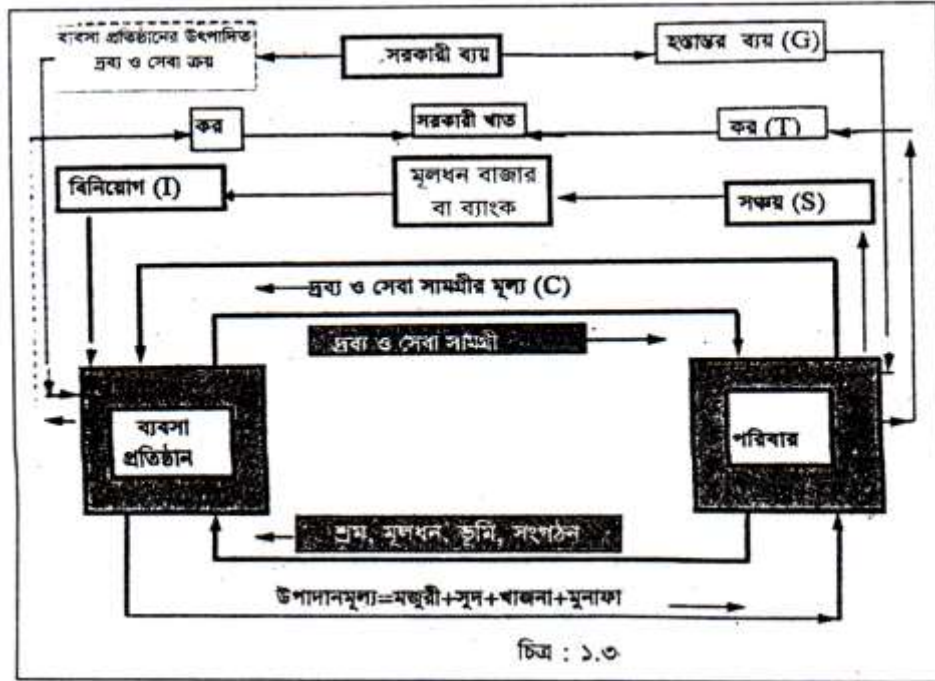 ব্যবসা প্রতিষ্ঠানের উৎপাদিত
দ্রব্য ও সেবা ক্রয়
সরকারী ব্যয়
হস্তান্তর ব্যয় (G)
কর
সরকারী খাত
কর (T)
বিনিয়োগ (I)
মূলধন বাজার
বা ব্যাংক
সঞ্চয় (S)
দ্রব্য ও সেবা সামগ্রীর মূল্য (C)
দ্রব্য ও সেবা সামগ্রী
ব্যবসা
প্রতিষ্ঠান
পরিবার
শ্রম, মূলধন, ভূমি, সংগঠন
উপাদানমূল্য=মজুরী+সুদ+খাজনা+মুনাফা
চিত্র : ১.৩